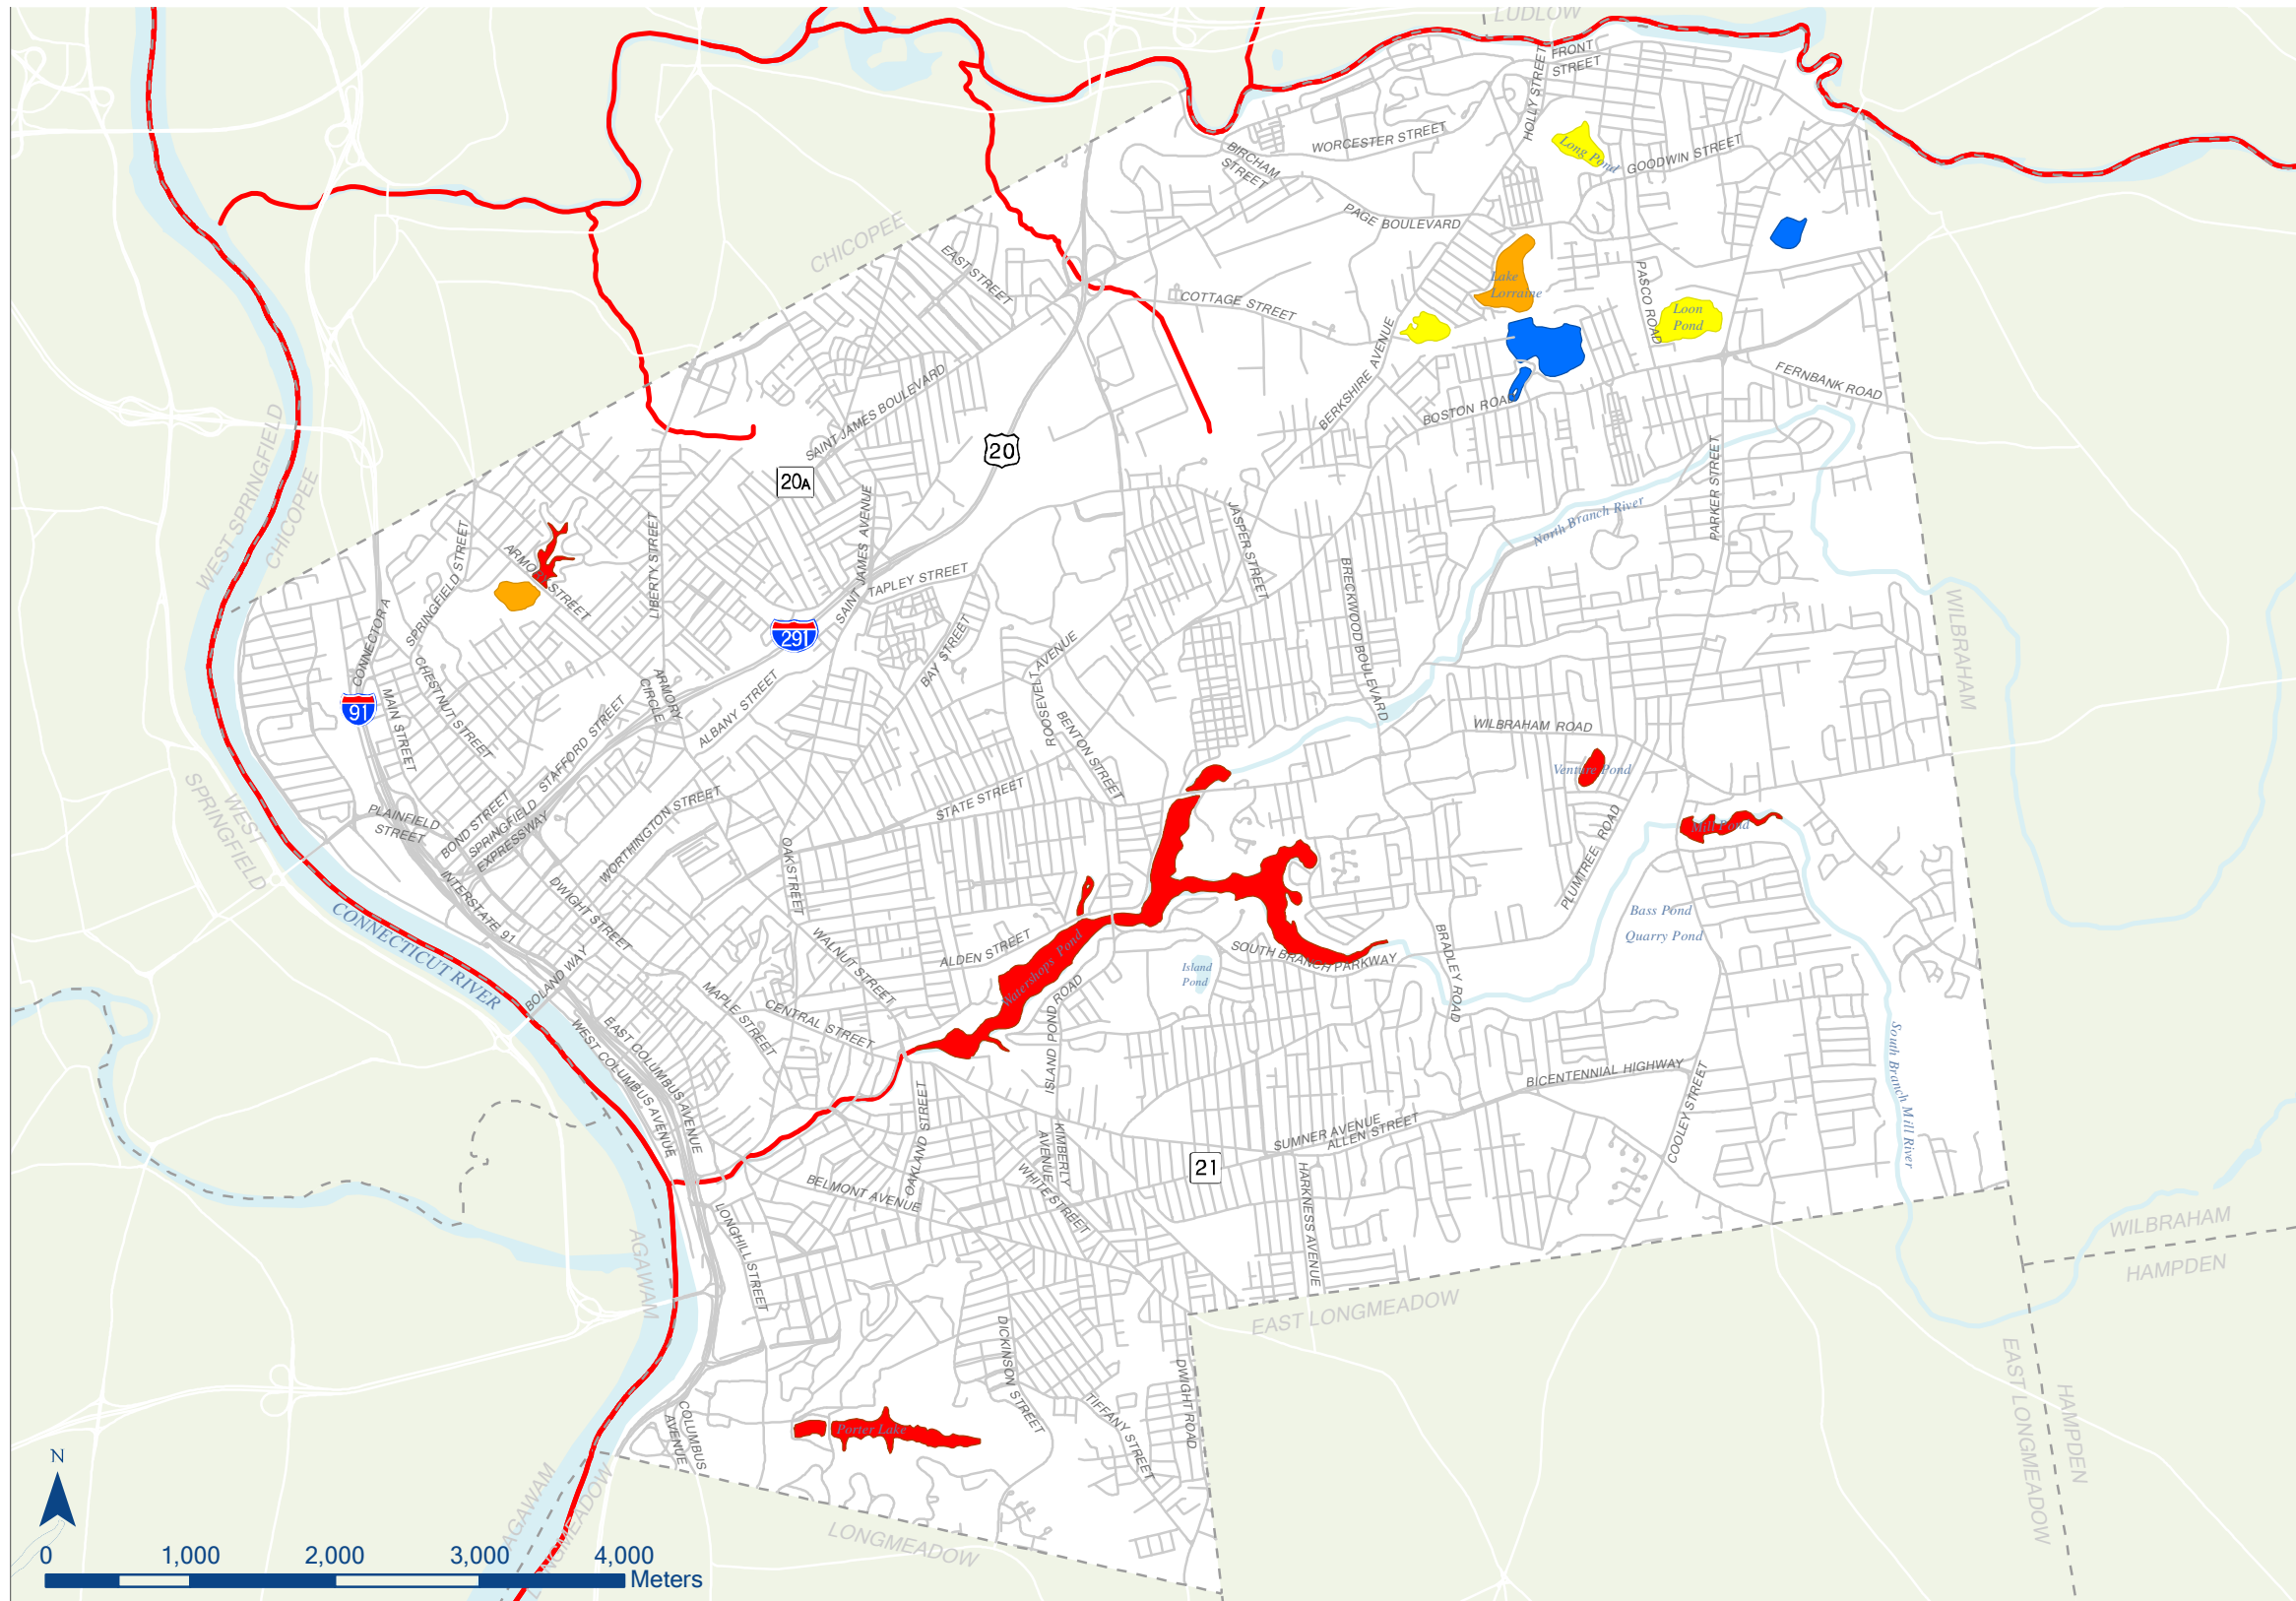 LUDLOW
FRONT
STREET
HOLLY STREET
WORCESTER STREET
BIRCHAM
STREET
Long Pond
GOODWIN STREET
PAGE BOULEVARD
CHICOPEE
EAST STREET
COTTAGE STREET
Lake
Lorraine
PASCO ROAD
Loon
Pond
BERKSHIRE AVENUE
FERNBANK ROAD
SAINT JAMES BOULEVARD
BOSTON ROAD
20
20A
WEST SPRINGFIELD
CHICOPEE
PARKER STREET
North Branch River
JASPER STREET
SPRINGFIELD STREET
ARMORY STREET
LIBERTY STREET
SAINT JAMES AVENUE
TAPLEY STREET
BRECKWOOD BOULEVARD
WILBRAHAM
CONNECTOR A
291
BAY STREET
ROOSEVELT AVENUE
91
MAIN STREET
CHESTNUT STREET
ARMORY
CIRCLE
ALBANY STREET
BENTON STREET
WILBRAHAM ROAD
Venture Pond
WEST
SPRINGFIELD
PLAINFIELD
STREET
BOND STREET
STAFFORD STREET
SPRINGFIELD
EXPRESSWAY
WORTHINGTON STREET
STATE STREET
OAK STREET
PLUMTREE ROAD
Mill Pond
INTERSTATE 91
DWIGHT STREET
CONNECTICUT RIVER
BOLAND WAY
WALNUT STREET
ALDEN STREET
Watershops Pond
Island
Pond
SOUTH BRANCH PARKWAY
BRADLEY ROAD
Bass Pond
Quarry Pond
MAPLE STREET
CENTRAL STREET
ISLAND POND ROAD
EAST COLUMBUS AVENUE
WEST COLUMBUS AVENUE
OAKLAND STREET
BICENTENNIAL HIGHWAY
South Branch Mill River
SUMNER AVENUE
ALLEN STREET
COOLEY STREET
KIMBERLY
AVENUE
WHITE STREET
21
BELMONT AVENUE
HARKNESS AVENUE
LONGHILL STREET
AGAWAM
WILBRAHAM
HAMPDEN
EAST LONGMEADOW
DICKINSON STREET
DWIGHT ROAD
TIFFANY STREET
Porter Lake
COLUMBUS
AVENUE
EAST LONGMEADOW
HAMPDEN
AGAWAM
LONGMEADOW
LONGMEADOW
N
0 1,000 2,000 3,000 4,000
Meters